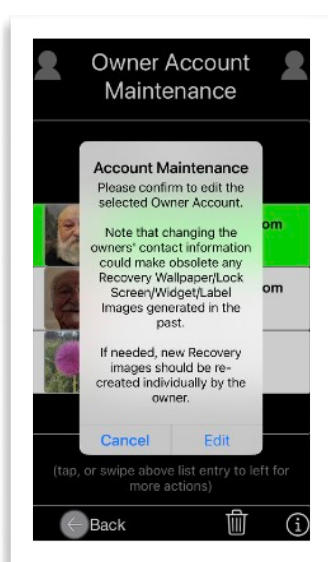 Owner Account
Maintenance
Account Maintenance
Please confirm to edit the
selected Owner Account.
Note that changing the
owners' contact information
could make obsolete any
Recovery Wallpaper/Lock
Screen/Widget/Label
Images generated in the
past.
If needed, new Recovery
images should be re-
created individually by the
owner.
om
om
Cancel
Edit
(tap, or swipe above list entry to left for
more actions)
Back